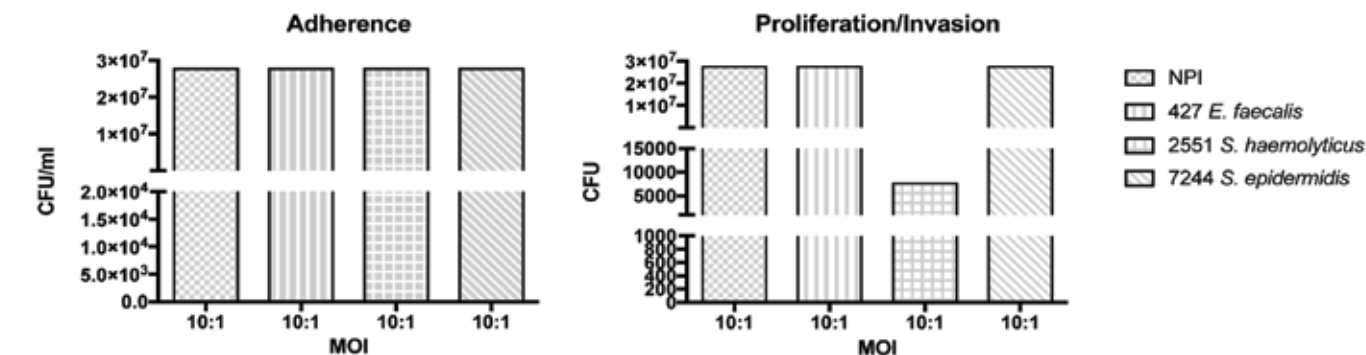 Adherence
CFU/ml
3×10⁷
2×10⁷
1×10⁷
2.0×10⁴
1.5×10⁴
1.0×10⁴
5.0×10³
0.0
10:1 10:1 10:1 10:1
MOI
Proliferation/Invasion
CFU
3×10⁷
2×10⁷
1×10⁷
15000
10000
5000
1000
800
600
400
200
0
10:1 10:1 10:1 10:1
MOI
NPI
427 E. faecalis
2551 S. haemolyticus
7244 S. epidermidis